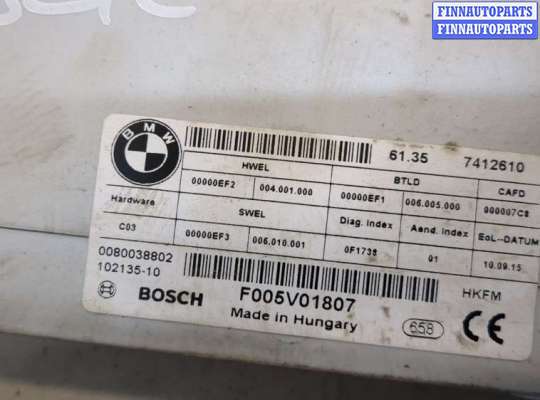 FINNAUTOPARTS
FINNAUTOPARTS
BMW
61.35 7412610
HWEL BTLD CAFD
00000EF2 004.001.000 00000EF1 006.005.000 000007C8
Hardware SWEL Diag. Index Aend. Index EoL--DATUM
C03 00000EF3 006.010.001 0F1738 01 10.09.15
0080038802
102135-10
BOSCH F005V01807 HKFM
Made in Hungary 658 CE